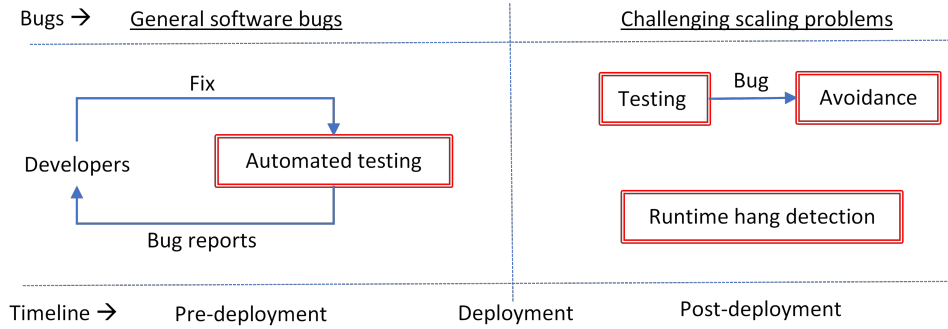 Bugs → General software bugs Challenging scaling problems
Fix
Bug
Testing Avoidance
Developers
Automated testing
Runtime hang detection
Bug reports
Timeline → Pre-deployment Deployment Post-deployment